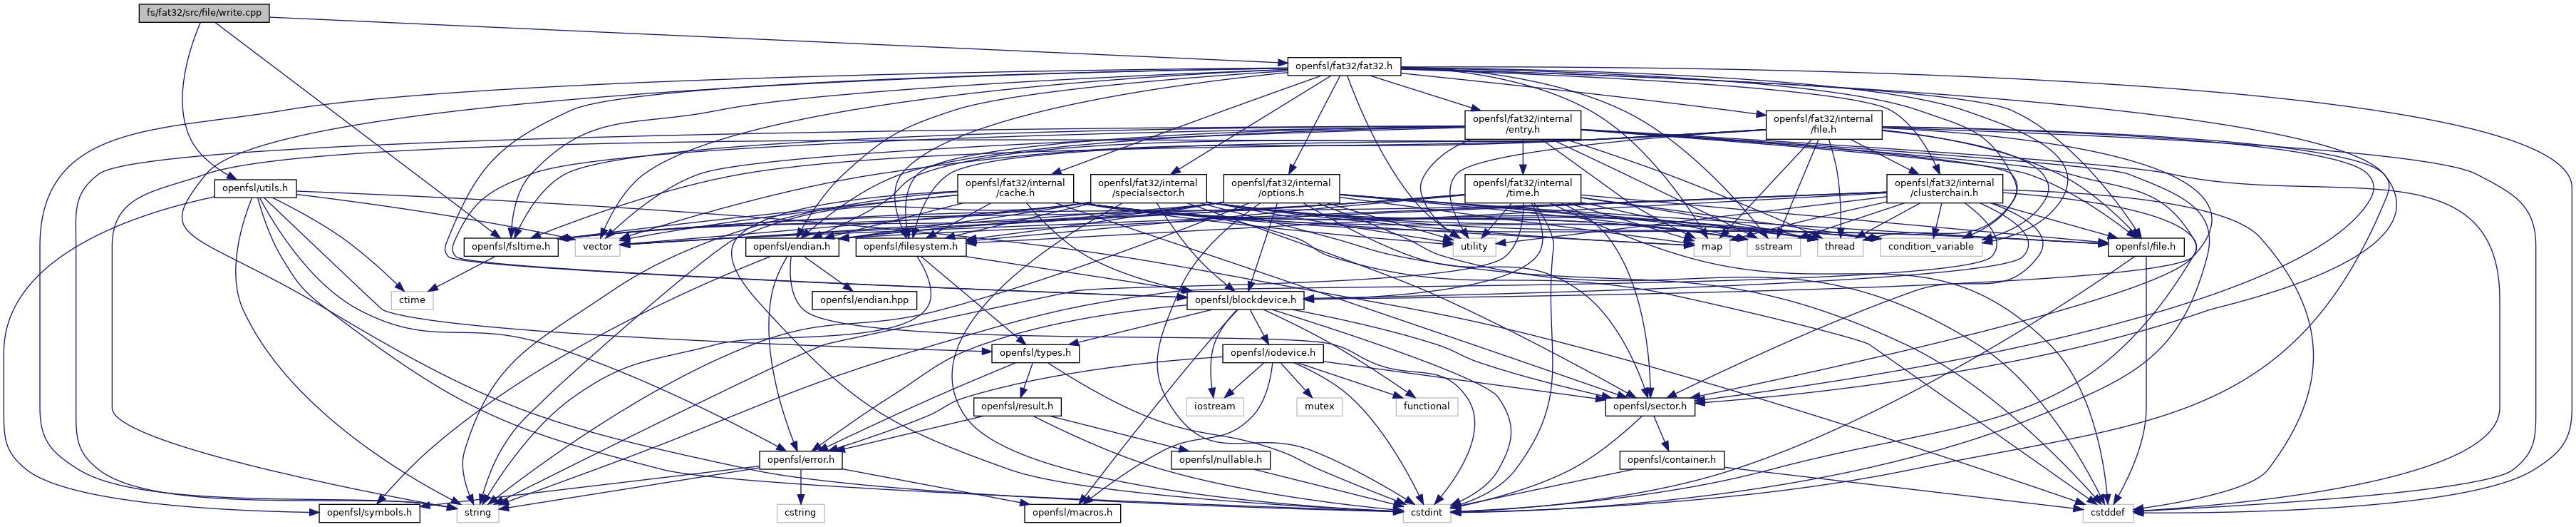 fs/fat32/src/file/write.cpp
openfsl/fat32/fat32.h
openfsl/fat32/internal
/entry.h
openfsl/fat32/internal
/file.h
openfsl/utils.h
openfsl/fat32/internal
/cache.h
openfsl/fat32/internal
/specialsector.h
openfsl/fat32/internal
/options.h
openfsl/fat32/internal
/time.h
openfsl/fat32/internal
/clusterchain.h
openfsl/fsltime.h
vector
openfsl/endian.h
openfsl/filesystem.h
utility
map
sstream
thread
condition_variable
openfsl/file.h
ctime
openfsl/endian.hpp
openfsl/blockdevice.h
openfsl/types.h
openfsl/iodevice.h
openfsl/result.h
iostream
mutex
functional
openfsl/sector.h
openfsl/error.h
openfsl/nullable.h
openfsl/container.h
openfsl/symbols.h
string
cstring
openfsl/macros.h
cstdint
cstddef